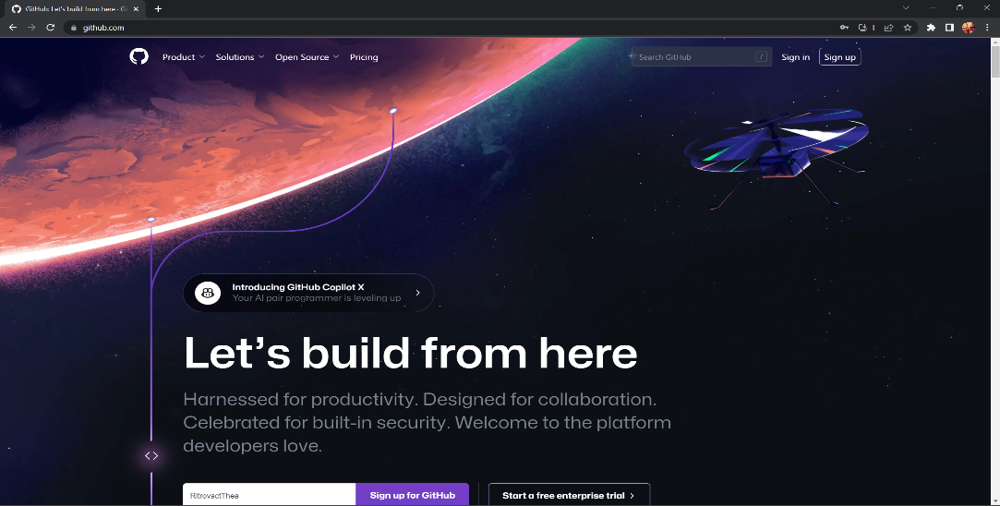 GitHub: Let's build from here · Gi
github.com
Product
Solutions
Open Source
Pricing
Search GitHub
/
Sign in
Sign up
Introducing GitHub Copilot X
Your AI pair programmer is leveling up
Let's build from here
Harnessed for productivity. Designed for collaboration.
Celebrated for built-in security. Welcome to the platform
developers love.
RitrovactThea
Sign up for GitHub
Start a free enterprise trial